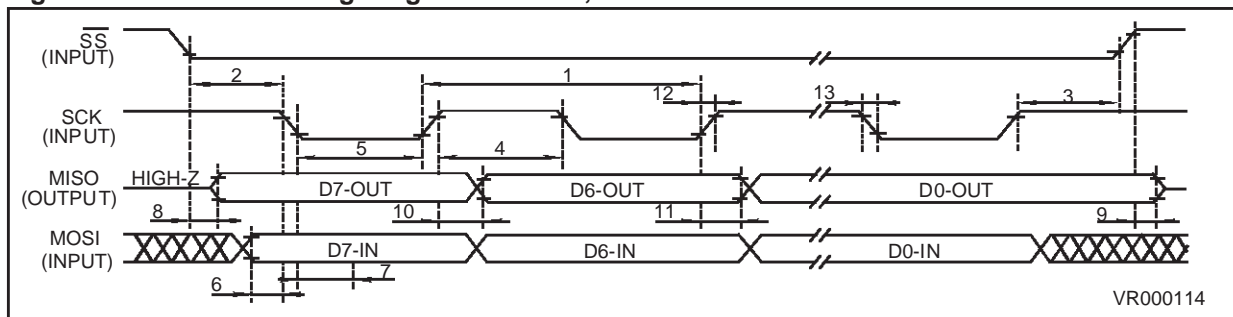 SS
(INPUT)
2
1
12
13
3
SCK
(INPUT)
5
4
MISO
(OUTPUT)
HIGH-Z
D7-OUT
D6-OUT
D0-OUT
8
10
11
9
MOSI
(INPUT)
D7-IN
D6-IN
D0-IN
6
7
VR000114